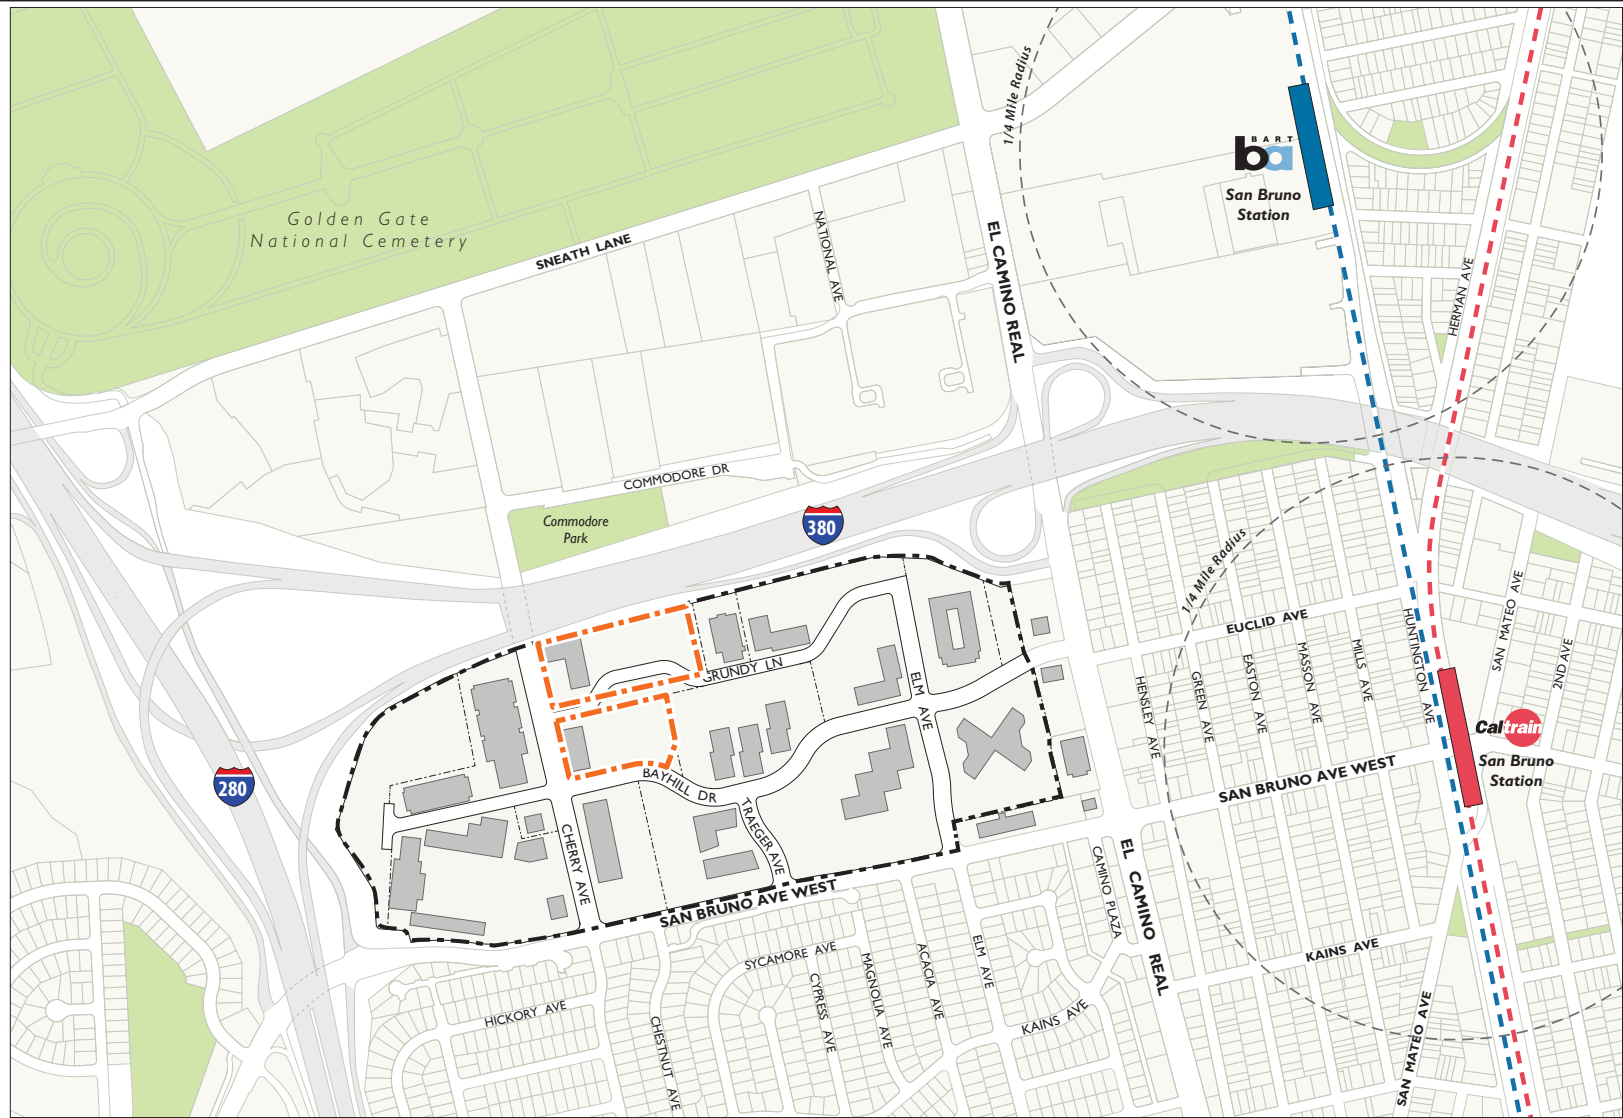 1/4 Mile Radius
BART
ba
San Bruno
Station
Golden Gate
National Cemetery
SNEATH LANE
NATIONAL AVE
EL CAMINO REAL
HERMAN AVE
COMMODORE DR
Commodore
Park
380
1/4 Mile Radius
EUCLID AVE
SAN MATEO AVE
HUNTINGTON AVE
2ND AVE
MILLS AVE
MASSON AVE
EASTON AVE
GREEN AVE
HENSLEY AVE
GRUNDY LN
ELM AVE
Caltrain
San Bruno
Station
280
BAYHILL DR
TRAEGER AVE
CHERRY AVE
SAN BRUNO AVE WEST
SAN BRUNO AVE WEST
EL CAMINO REAL
CAMINO PLAZA
SYCAMORE AVE
CYPRESS AVE
MAGNOLIA AVE
ACACIA AVE
ELM AVE
KAINS AVE
KAINS AVE
HICKORY AVE
CHESTNUT AVE
SAN MATEO AVE